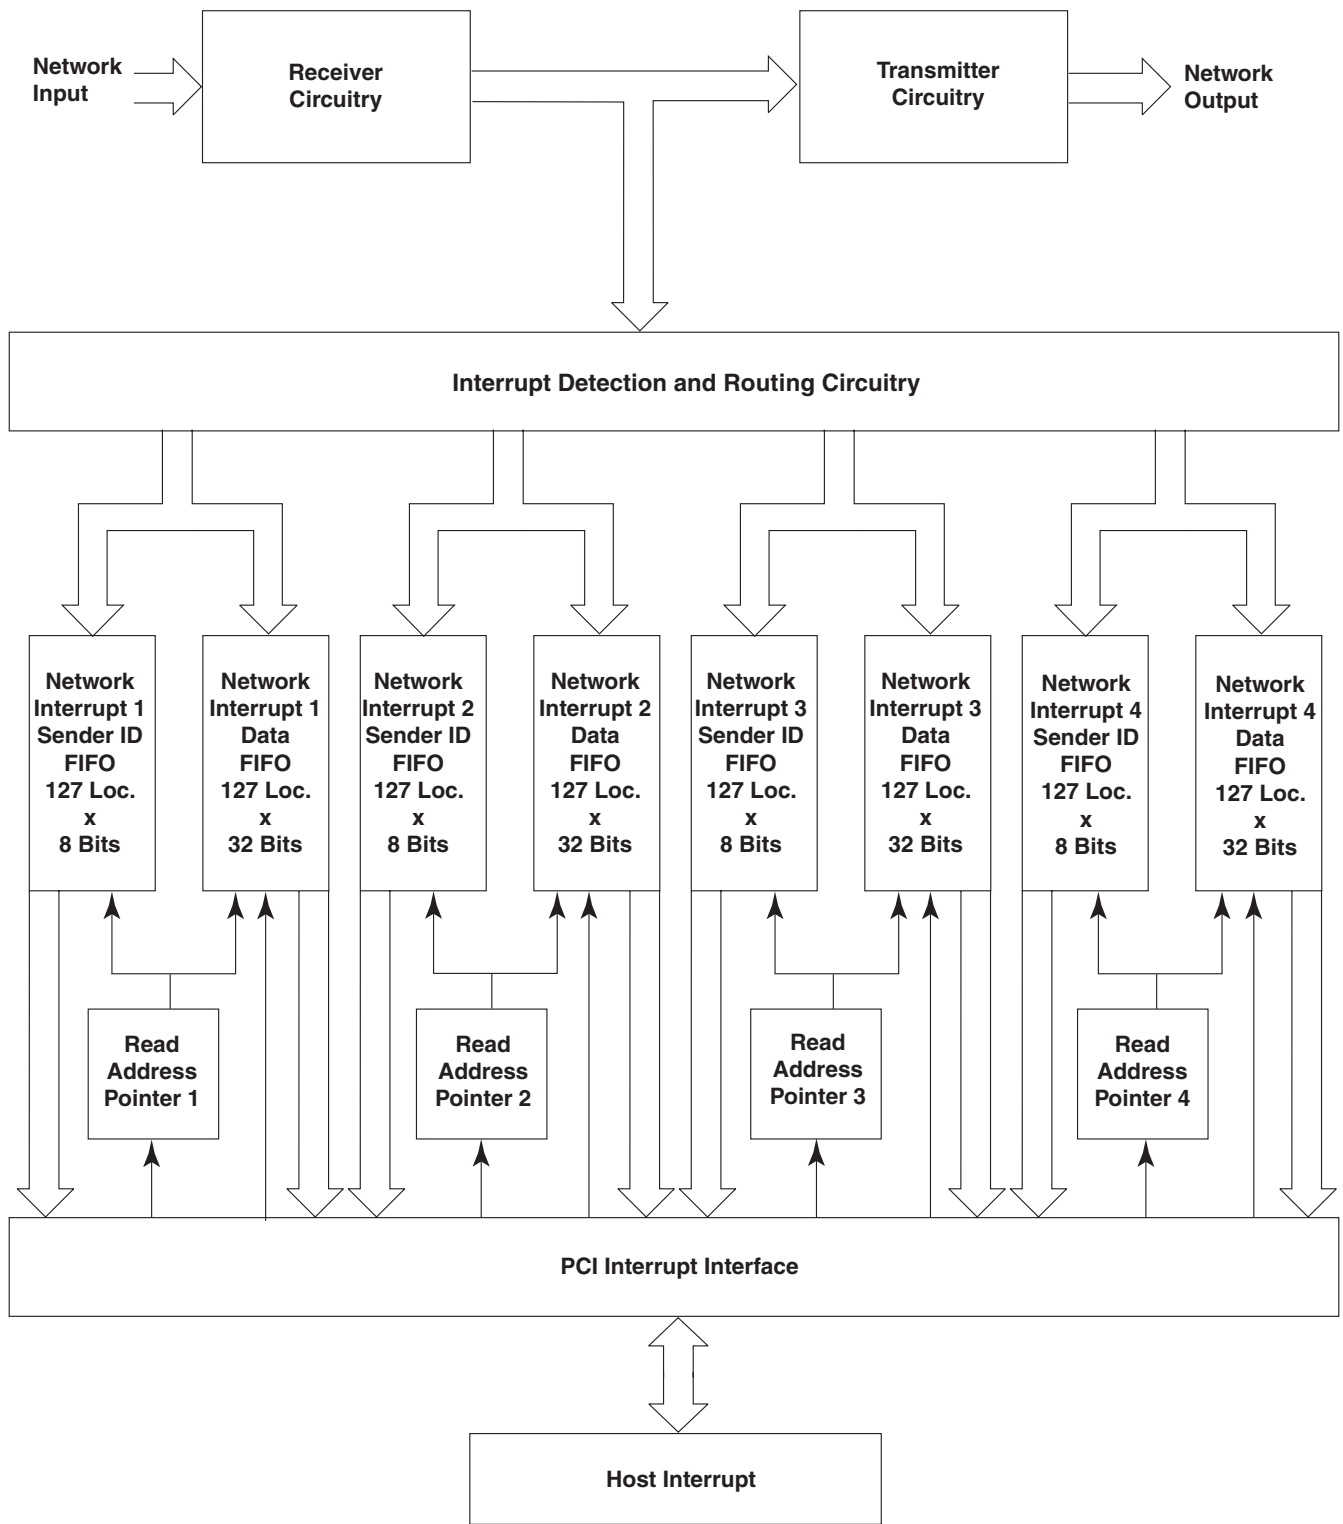 Network
Input
Receiver
Circuitry
Transmitter
Circuitry
Network
Output
Interrupt Detection and Routing Circuitry
Network
Interrupt 1
Sender ID
FIFO
127 Loc.
x
8 Bits
Network
Interrupt 1
Data
FIFO
127 Loc.
x
32 Bits
Network
Interrupt 2
Sender ID
FIFO
127 Loc.
x
8 Bits
Network
Interrupt 2
Data
FIFO
127 Loc.
x
32 Bits
Network
Interrupt 3
Sender ID
FIFO
127 Loc.
x
8 Bits
Network
Interrupt 3
Data
FIFO
127 Loc.
x
32 Bits
Network
Interrupt 4
Sender ID
FIFO
127 Loc.
x
8 Bits
Network
Interrupt 4
Data
FIFO
127 Loc.
x
32 Bits
Read
Address
Pointer 1
Read
Address
Pointer 2
Read
Address
Pointer 3
Read
Address
Pointer 4
PCI Interrupt Interface
Host Interrupt